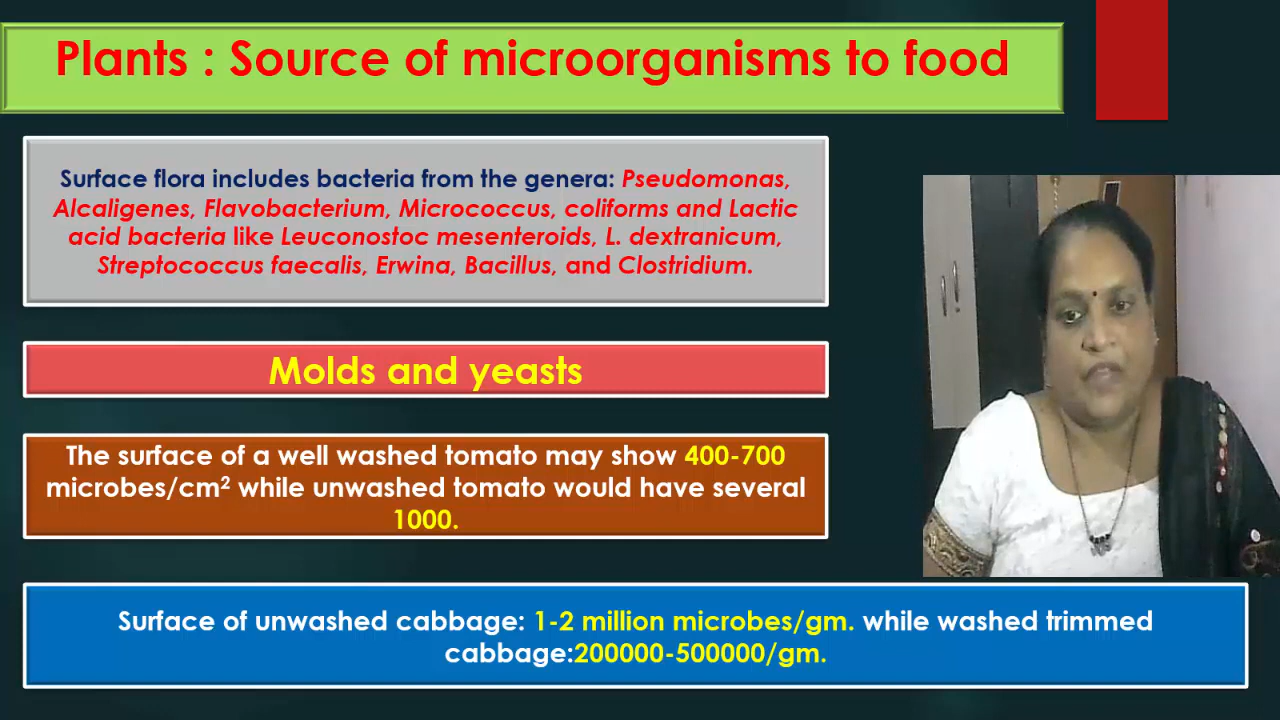 Plants : Source of microorganisms to food
Surface flora includes bacteria from the genera: Pseudomonas,
Alcaligenes, Flavobacterium, Micrococcus, coliforms and Lactic
acid bacteria like Leuconostoc mesenteroids, L. dextranicum,
Streptococcus faecalis, Erwina, Bacillus, and Clostridium.
Molds and yeasts
The surface of a well washed tomato may show 400-700
microbes/cm² while unwashed tomato would have several
1000.
Surface of unwashed cabbage: 1-2 million microbes/gm. while washed trimmed
cabbage:200000-500000/gm.